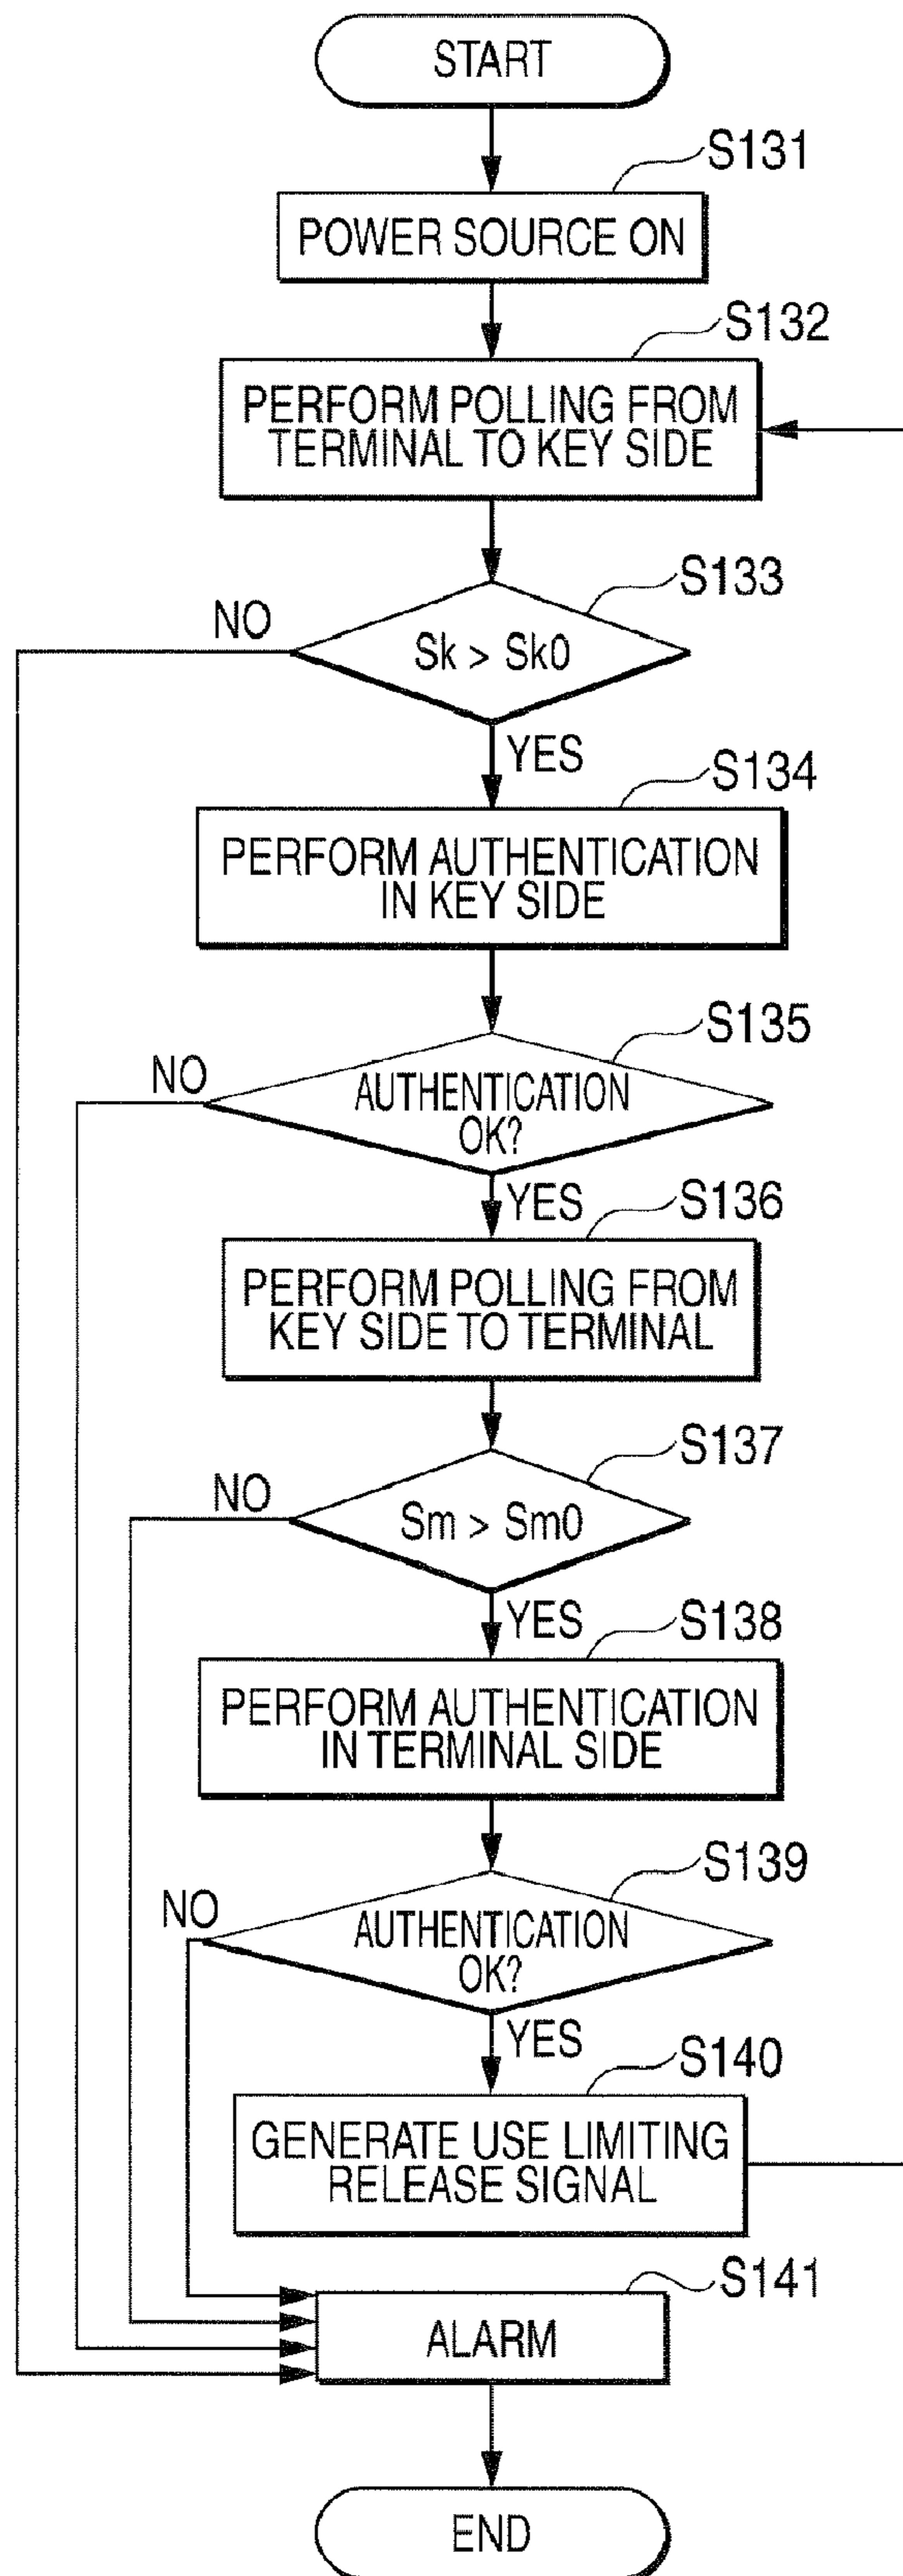 START
S131
POWER SOURCE ON
S132
PERFORM POLLING FROM
TERMINAL TO KEY SIDE
S133
NO
Sk > Sk0
YES
S134
PERFORM AUTHENTICATION
IN KEY SIDE
S135
NO
AUTHENTICATION
OK?
YES
S136
PERFORM POLLING FROM
KEY SIDE TO TERMINAL
S137
NO
Sm > Sm0
YES
S138
PERFORM AUTHENTICATION
IN TERMINAL SIDE
S139
NO
AUTHENTICATION
OK?
YES
S140
GENERATE USE LIMITING
RELEASE SIGNAL
S141
ALARM
END